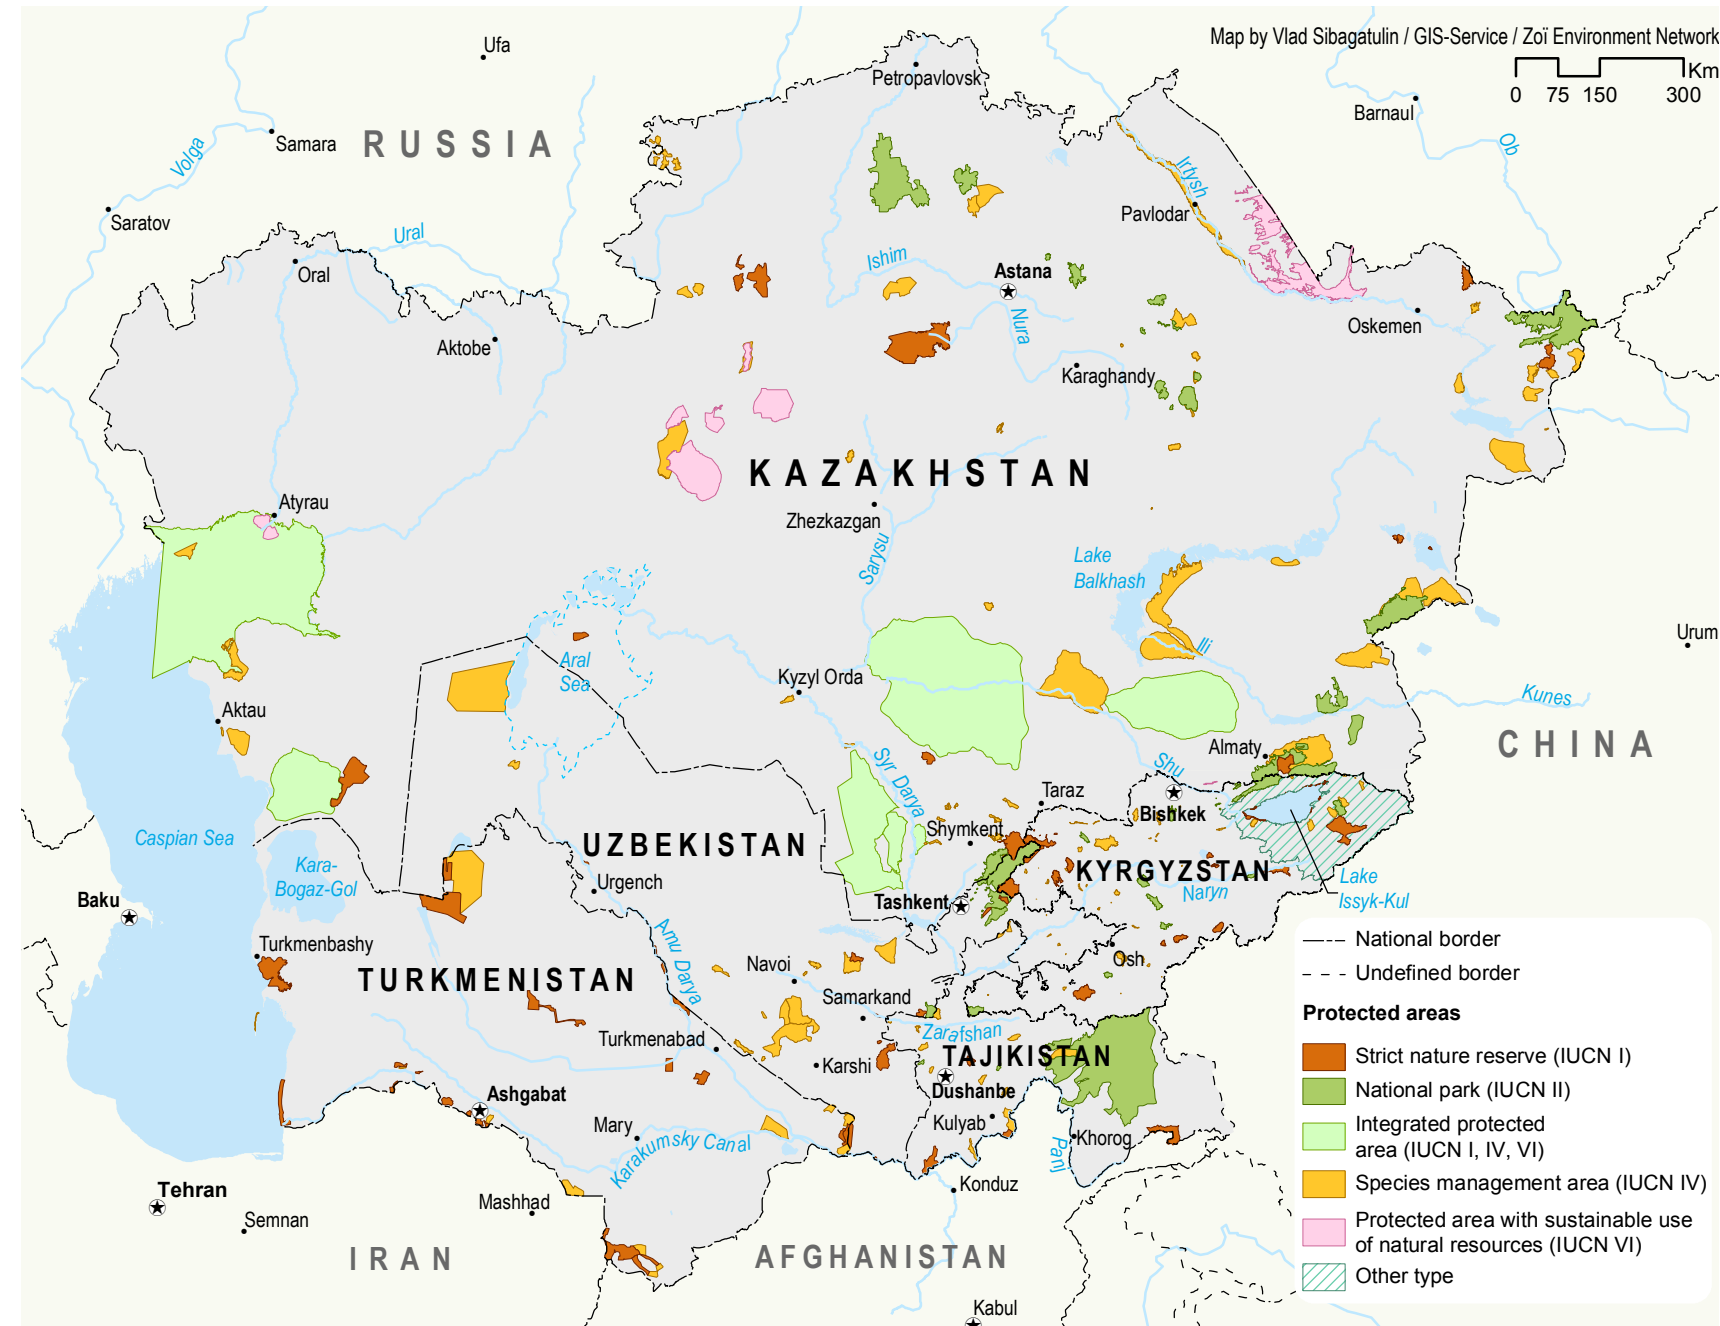 Map by Vlad Sibagatulin / GIS-Service / Zoï Environment Network
Km
0 75 150 300
Ufa
Petropavlovsk
Barnaul
Ob
Samara
RUSSIA
Volga
Irtysh
Pavlodar
Saratov
Ural
Oral
Ishim
Astana
Nura
Oskemen
Aktobe
Karaghandy
KAZAKHSTAN
Atyrau
Zhezkazgan
Sarysu
Lake
Balkhash
Ili
Urum
Aral
Sea
Kyzyl Orda
Kunes
Aktau
CHINA
Almaty
Syr Darya
Shu
Taraz
Bishkek
Caspian Sea
UZBEKISTAN
Shymkent
Kara-
Bogaz-Gol
KYRGYZSTAN
Lake
Issyk-Kul
Urgench
Naryn
Baku
Tashkent
Turkmenbashy
Amu Darya
Osh
TURKMENISTAN
Navoi
Samarkand
Zarafshan
Turkmenabad
TAJIKISTAN
Karshi
Dushanbe
Ashgabat
Kulyab
Mary
Karakumsky Canal
Panj
Khorog
Tehran
Mashhad
Konduz
Semnan
IRAN
AFGHANISTAN
Kabul
National border
Undefined border
Protected areas
Strict nature reserve (IUCN I)
National park (IUCN II)
Integrated protected
area (IUCN I, IV, VI)
Species management area (IUCN IV)
Protected area with sustainable use
of natural resources (IUCN VI)
Other type